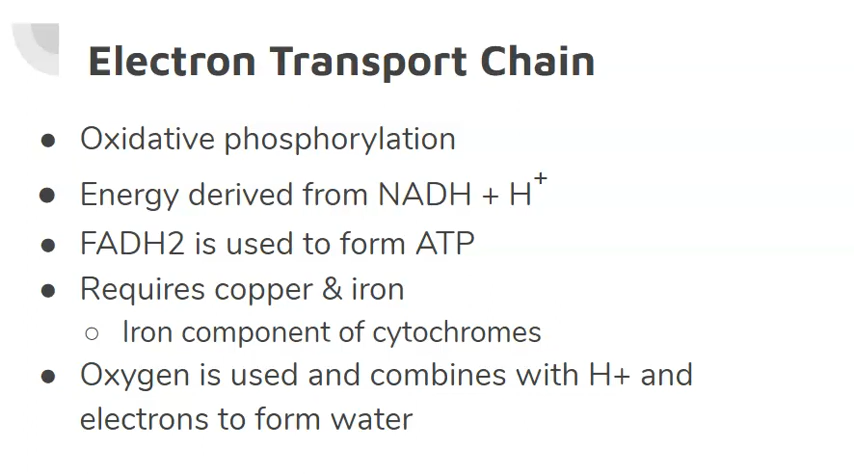 Electron Transport Chain
● Oxidative phosphorylation
● Energy derived from NADH + H⁺
● FADH2 is used to form ATP
● Requires copper & iron
○ Iron component of cytochromes
● Oxygen is used and combines with H+ and
electrons to form water